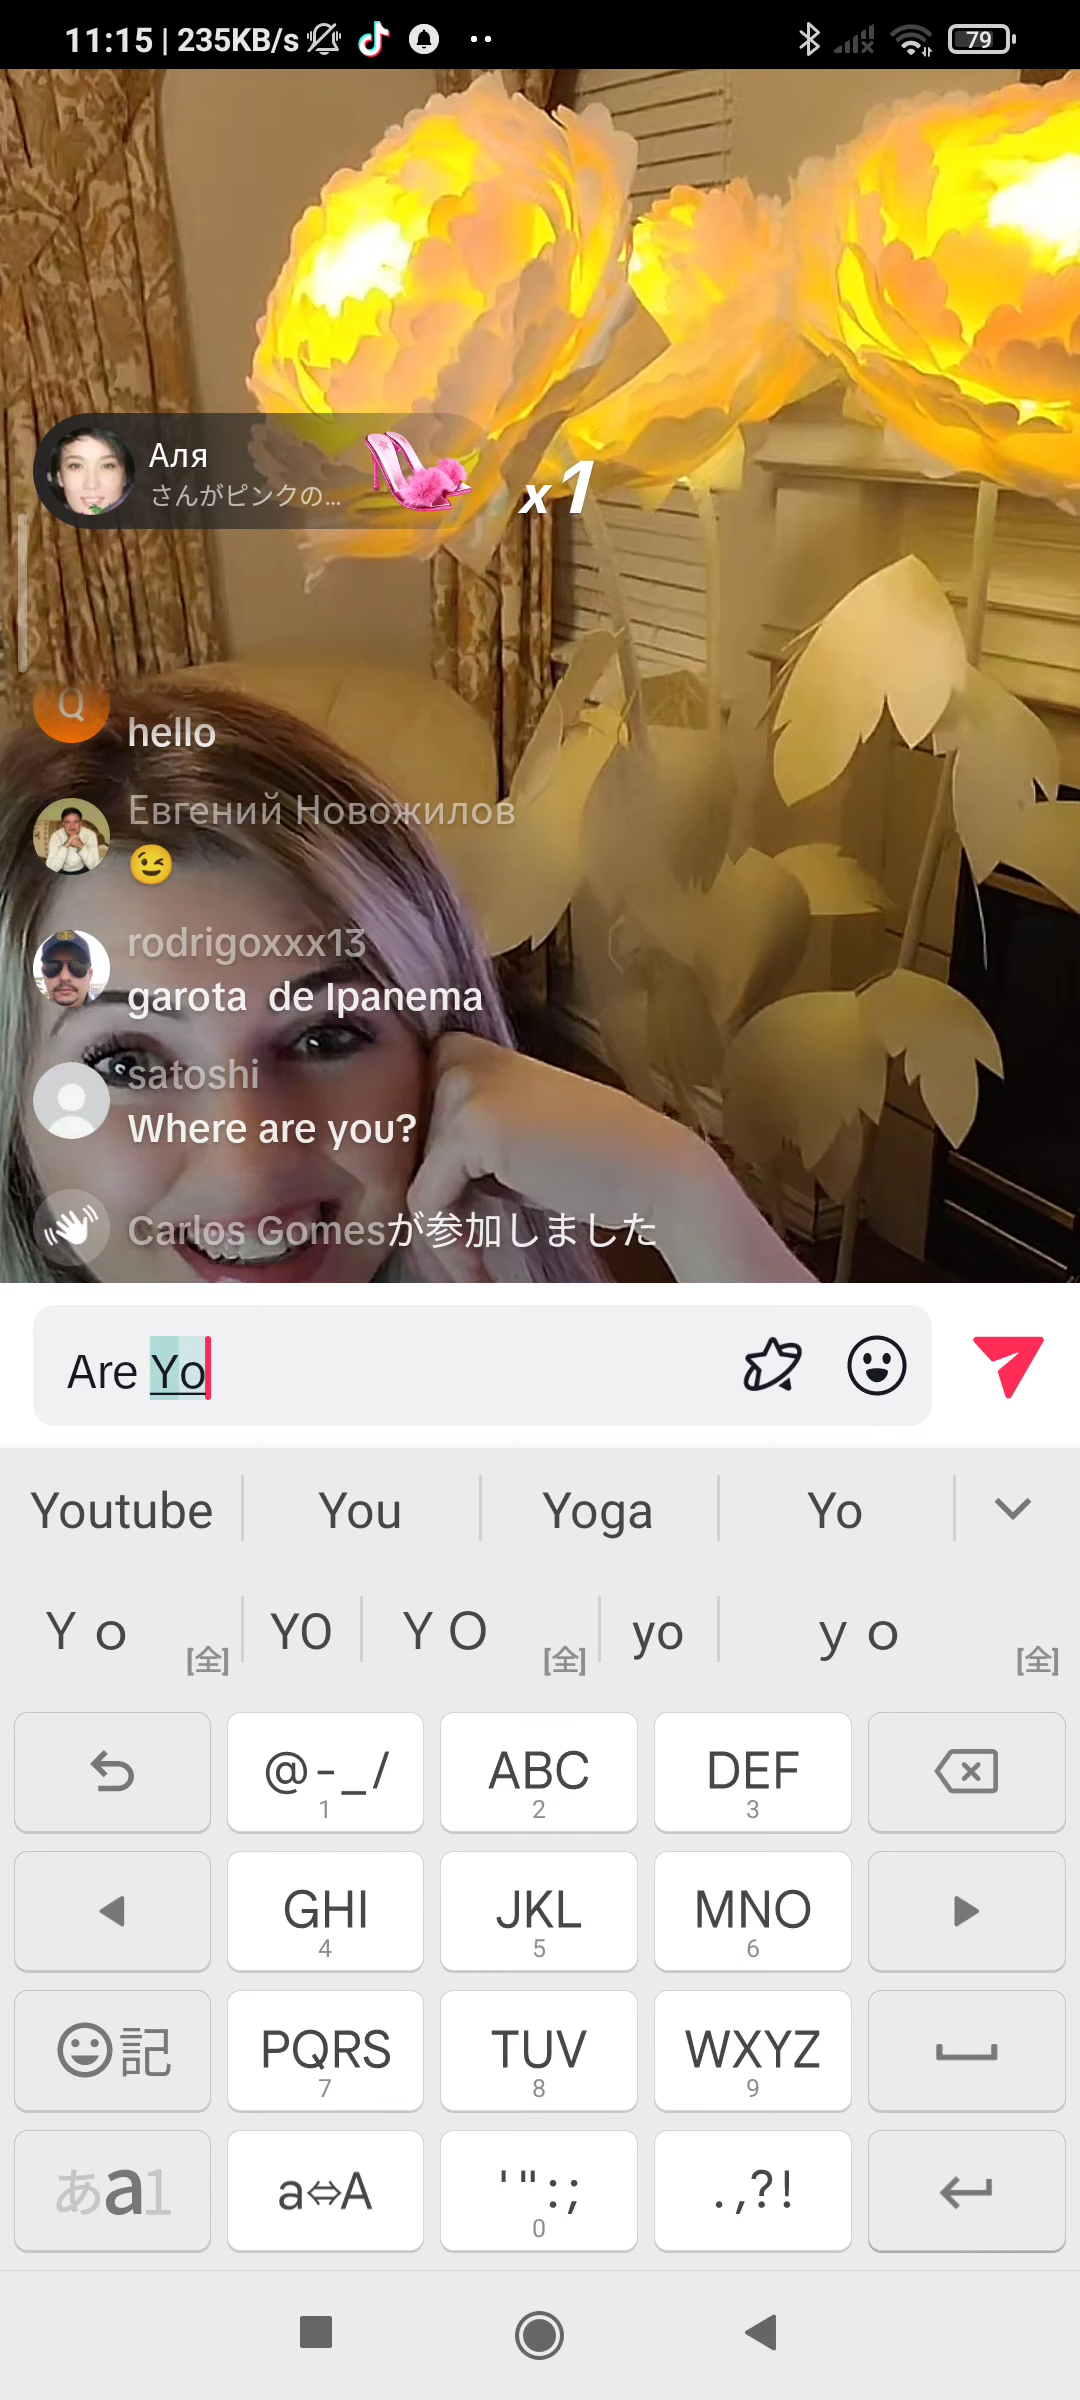 11:15 | 235KB/s
79
Аля
さんがピンクの...
x1
Q
hello
Евгений Новожилов
😉
rodrigoxxx13
garota de Ipanema
satoshi
Where are you?
Carlos Gomesが参加しました
Are Yo
Youtube You Yoga Yo
Ｙｏ [全] YO ＹＯ [全] yo ｙｏ [全]
@-_/ ABC DEF
1 2 3
GHI JKL MNO
4 5 6
記 PQRS TUV WXYZ
7 8 9
あa1 a⇔A '":; .,?!
0